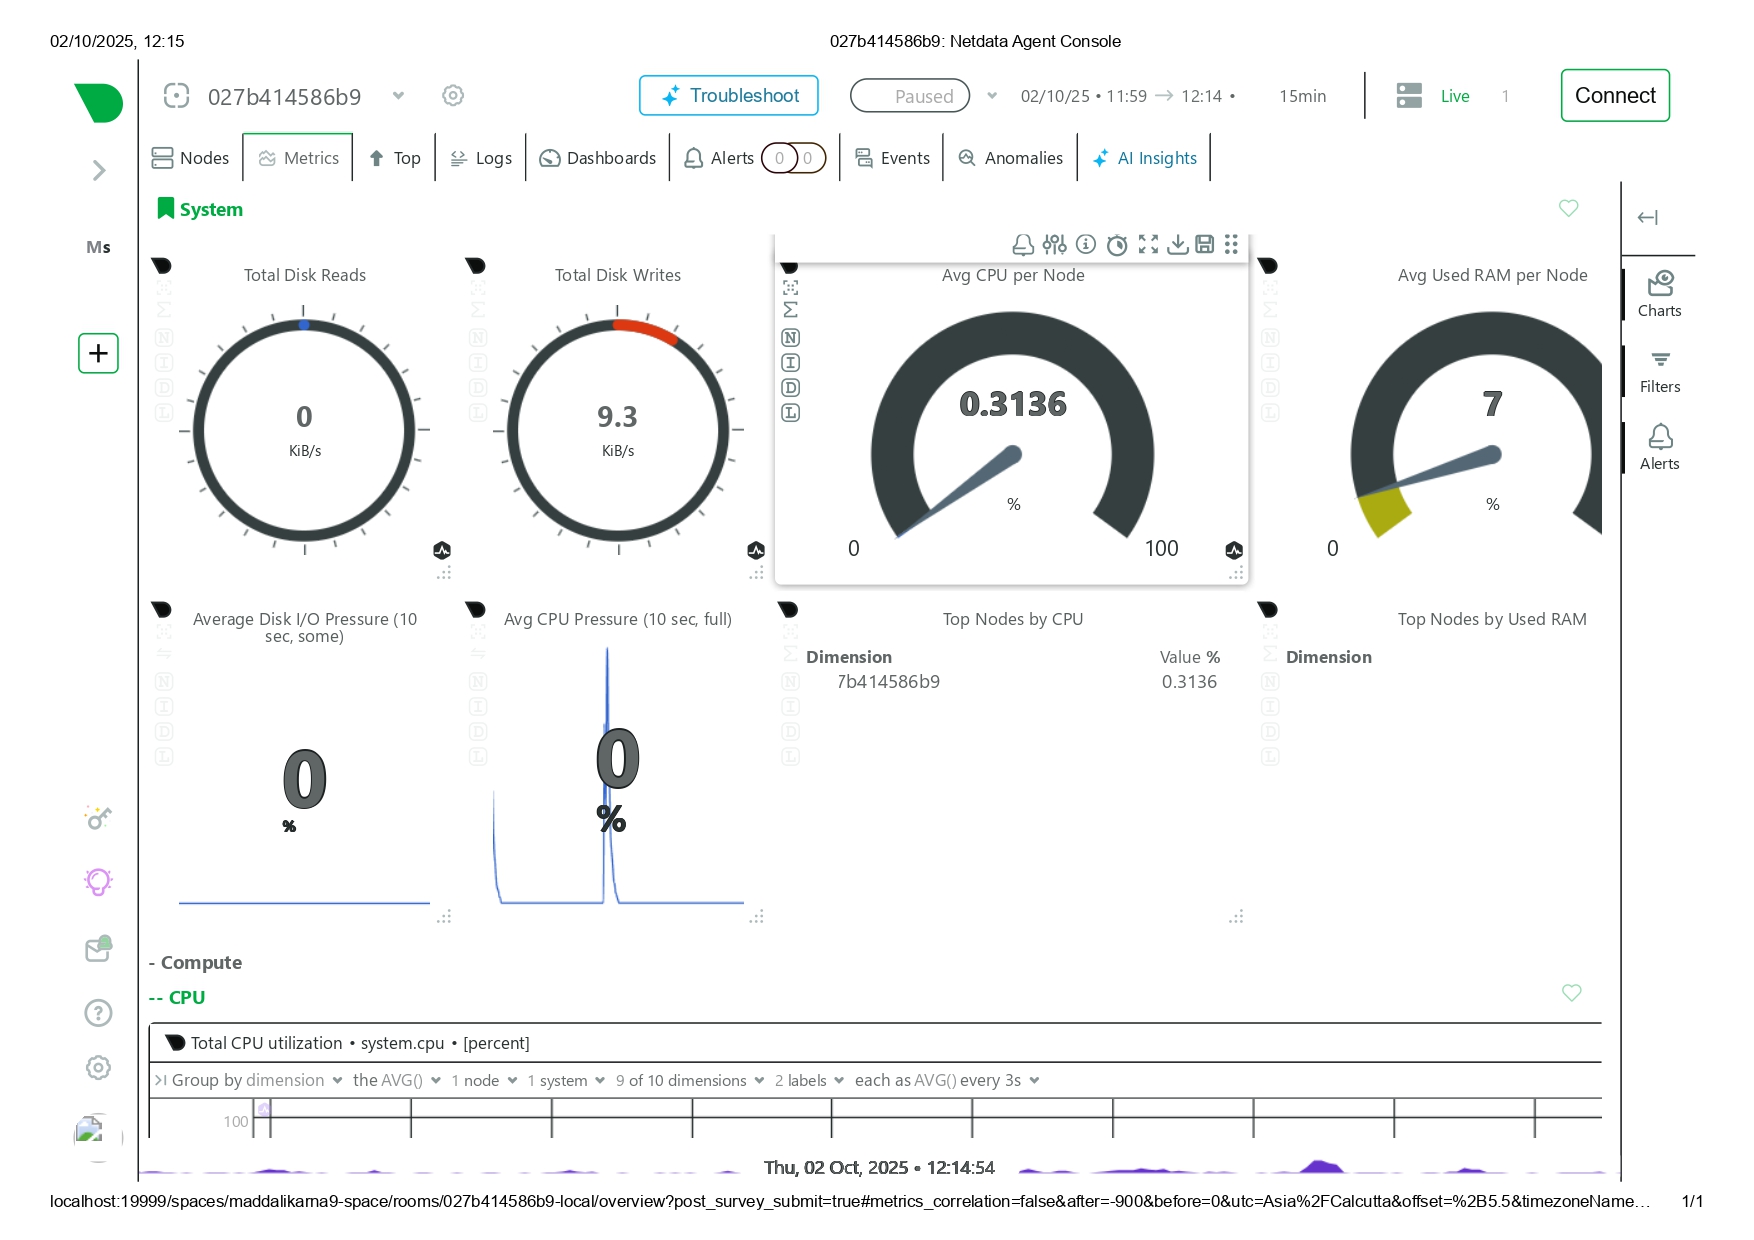 02/10/2025, 12:15
027b414586b9: Netdata Agent Console
027b414586b9
Troubleshoot
Paused
02/10/25 • 11:59 → 12:14 •
15min
Live
1
Connect
Nodes
Metrics
Top
Logs
Dashboards
Alerts
0
0
Events
Anomalies
AI Insights
Ms
System
Total Disk Reads
0
KiB/s
N
I
D
L
Total Disk Writes
9.3
KiB/s
N
I
D
L
Avg CPU per Node
0.3136
%
0
100
N
I
D
L
Avg Used RAM per Node
7
%
0
N
I
D
L
Charts
Filters
Alerts
Average Disk I/O Pressure (10
sec, some)
0
%
N
I
D
L
Avg CPU Pressure (10 sec, full)
0
%
N
I
D
L
Top Nodes by CPU
Dimension Value %
7b414586b9 0.3136
N
I
D
L
Top Nodes by Used RAM
Dimension
N
I
D
L
- Compute
-- CPU
Total CPU utilization • system.cpu • [percent]
Group by dimension the AVG() 1 node 1 system 9 of 10 dimensions 2 labels each as AVG() every 3s
100
Thu, 02 Oct, 2025 • 12:14:54
localhost:19999/spaces/maddalikarna9-space/rooms/027b414586b9-local/overview?post_survey_submit=true#metrics_correlation=false&after=-900&before=0&utc=Asia%2FCalcutta&offset=%2B5.5&timezoneName…
1/1